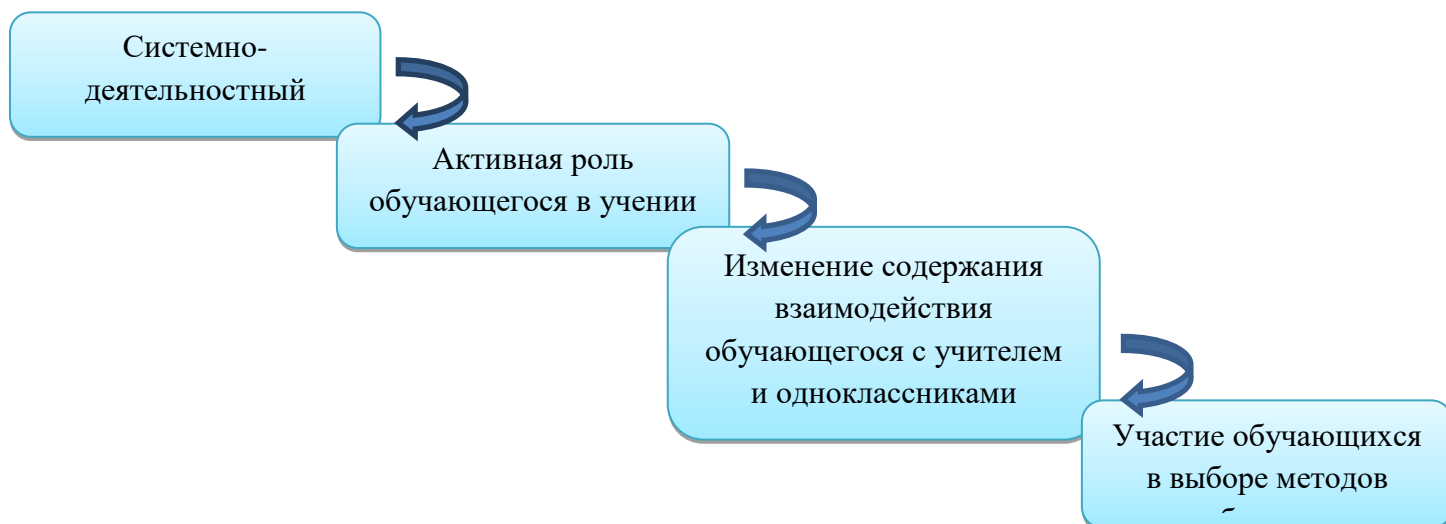 Системно-
деятельностный
Активная роль
обучающегося в учении
Изменение содержания
взаимодействия
обучающегося с учителем
и одноклассниками
Участие обучающихся
в выборе методов